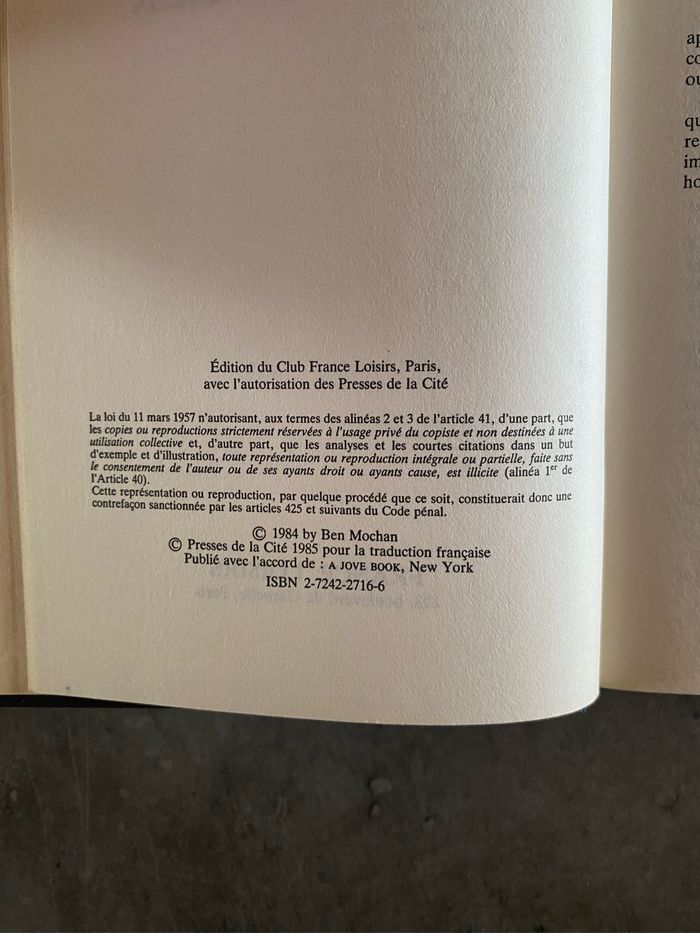 Édition du Club France Loisirs, Paris,
avec l'autorisation des Presses de la Cité
La loi du 11 mars 1957 n'autorisant, aux termes des alinéas 2 et 3 de l'article 41, d'une part, que
les copies ou reproductions strictement réservées à l'usage privé du copiste et non destinées à une
utilisation collective et, d'autre part, que les analyses et les courtes citations dans un but
d'exemple et d'illustration, toute représentation ou reproduction intégrale ou partielle, faite sans
le consentement de l'auteur ou de ses ayants droit ou ayants cause, est illicite (alinéa 1er de
l'Article 40).
Cette représentation ou reproduction, par quelque procédé que ce soit, constituerait donc une
contrefaçon sanctionnée par les articles 425 et suivants du Code pénal.
© 1984 by Ben Mochan
© Presses de la Cité 1985 pour la traduction française
Publié avec l'accord de : A JOVE BOOK, New York
ISBN 2-7242-2716-6